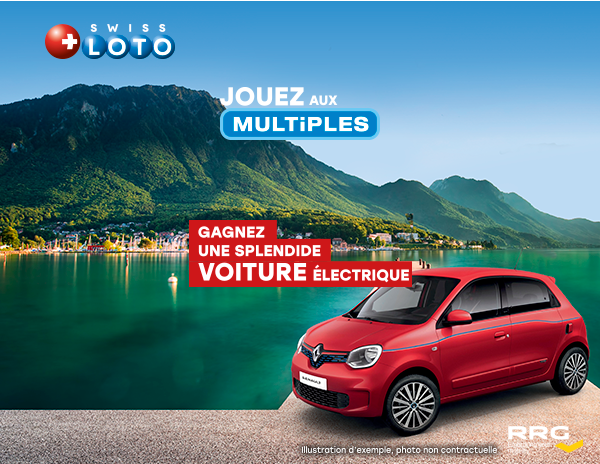 SWISS
LOTO
JOUEZ AUX
MULTiPLES
GAGNEZ
UNE SPLENDIDE
VOITURE ÉLECTRIQUE
RENAULT
RRG
Illustration d'exemple, photo non contractuelle